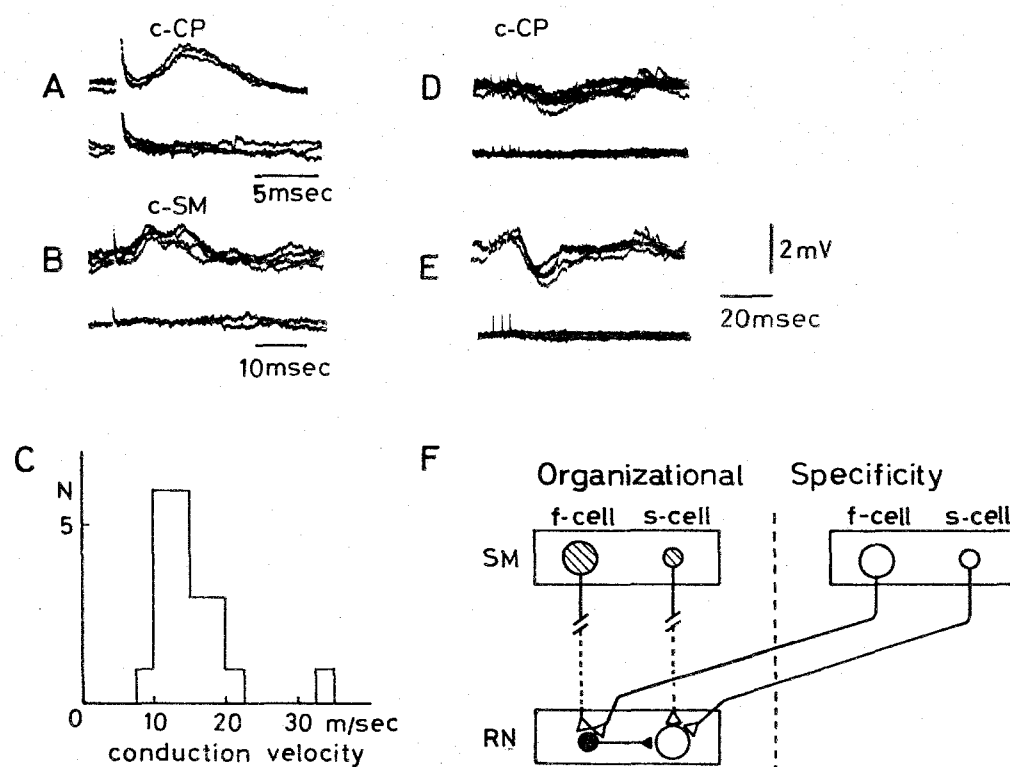 A
c-CP
5msec
B
c-SM
10msec
C
N
5
0 10 20 30 m/sec
conduction velocity
D
c-CP
E
2mV
20msec
F
Organizational Specificity
f-cell s-cell f-cell s-cell
SM
RN